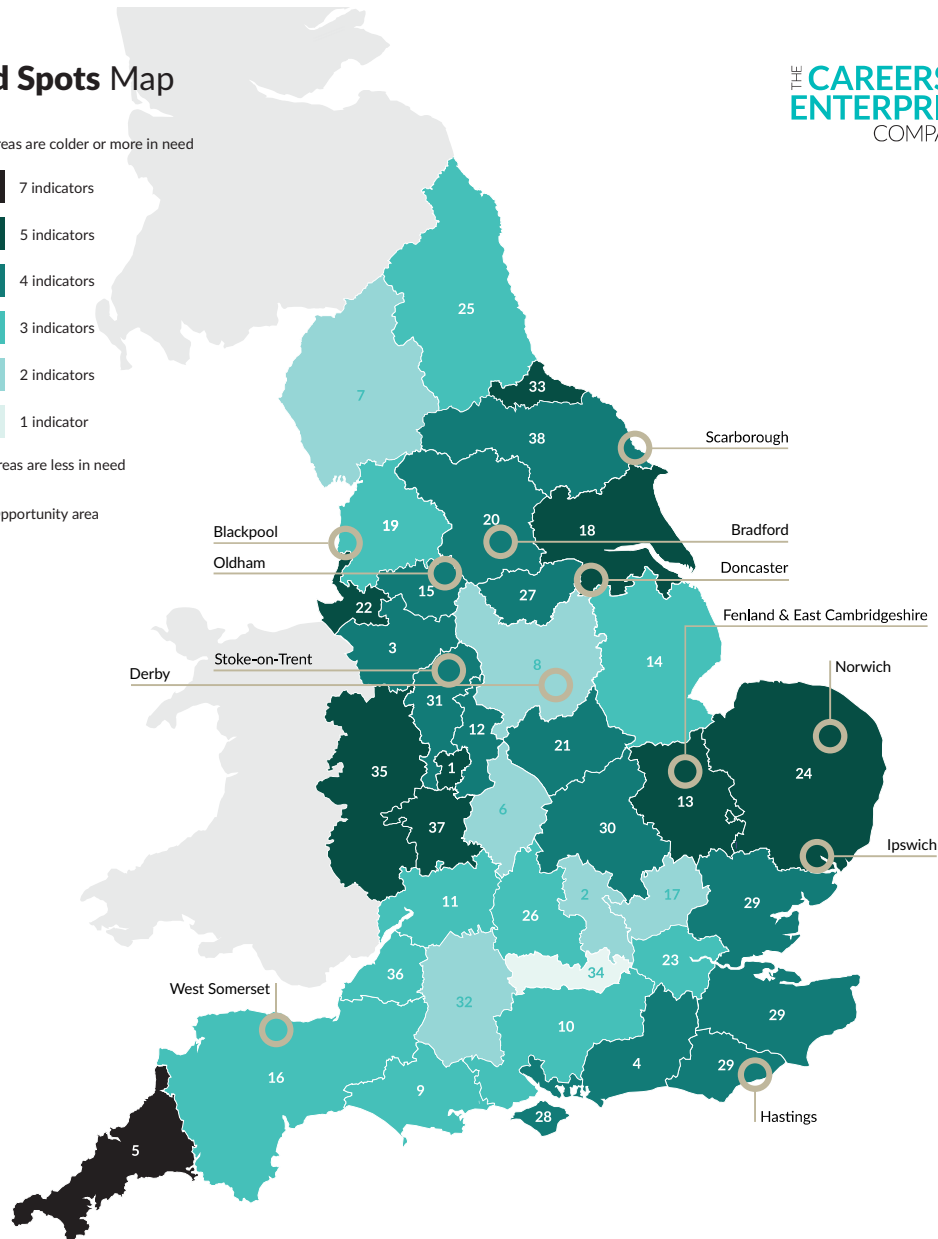 d Spots Map
THE CAREERS
ENTERPRI
COMPA
reas are colder or more in need
7 indicators
5 indicators
4 indicators
3 indicators
2 indicators
1 indicator
reas are less in need
pportunity area
25
7
33
38
Scarborough
19
20
18
Blackpool
Bradford
Oldham
Doncaster
15
27
22
Fenland & East Cambridgeshire
3
14
Stoke-on-Trent
8
Norwich
Derby
31
12
21
35
1
24
13
6
37
30
Ipswich
2
17
11
26
29
23
36
34
West Somerset
32
29
10
16
4
29
9
28
Hastings
5